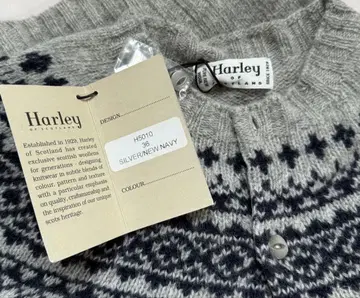 Harley
OF SCOTLAND
Established in 1929, Harley
of Scotland has created
exclusive scottish woollens
for generations - designing
knitwear in subtle blends of
colour, pattern and texture
with a particular emphasis
on quality, craftsmanship and
the inspiration of our unique
scots heritage.
DESIGN
H5010
36
SILVER/NEW NAVY
COLOUR
Harley
OF
SCOTLAND